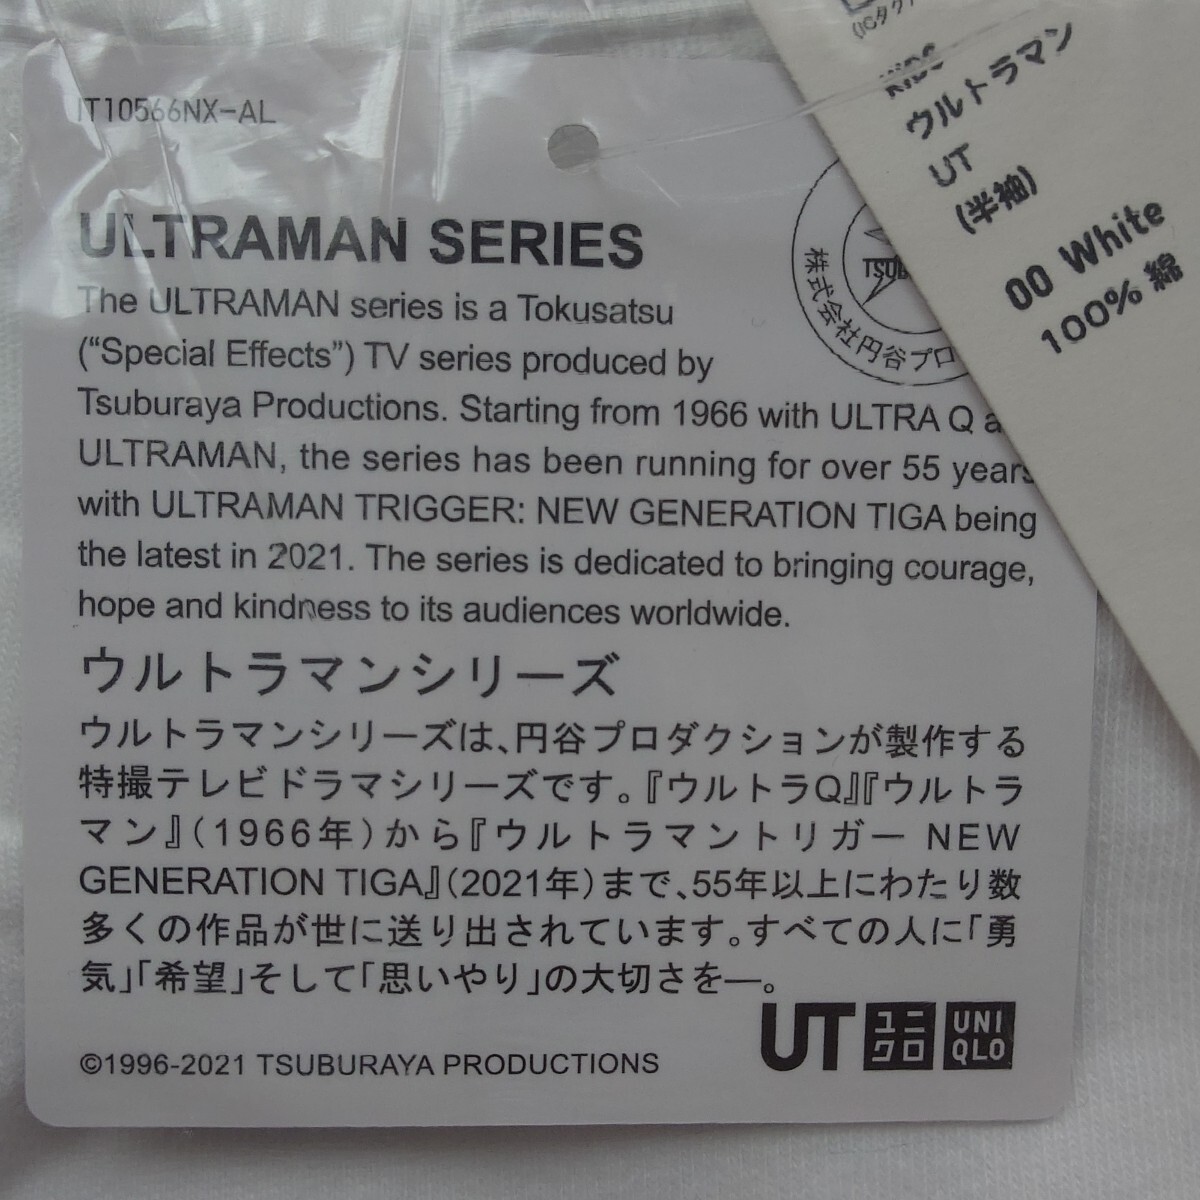 IT10566NX-AL
ULTRAMAN SERIES
The ULTRAMAN series is a Tokusatsu
(“Special Effects”) TV series produced by
Tsuburaya Productions. Starting from 1966 with ULTRA Q
ULTRAMAN, the series has been running for over 55 years
with ULTRAMAN TRIGGER: NEW GENERATION TIGA being
the latest in 2021. The series is dedicated to bringing courage,
hope and kindness to its audiences worldwide.
ウルトラマンシリーズ
ウルトラマンシリーズは、円谷プロダクションが製作する
特撮テレビドラマシリーズです。『ウルトラQ』『ウルトラ
マン』(1966年)から『ウルトラマントリガー NEW
GENERATION TIGA』(2021年)まで、55年以上にわたり数
多くの作品が世に送り出されています。すべての人に「勇
気」「希望」そして「思いやり」の大切さを―。
©1996-2021 TSUBURAYA PRODUCTIONS
UT ユニクロ UNIQLO
株式会社円谷プロ
KIDS
ウルトラマン
UT
(半袖)
00 White
100% 綿